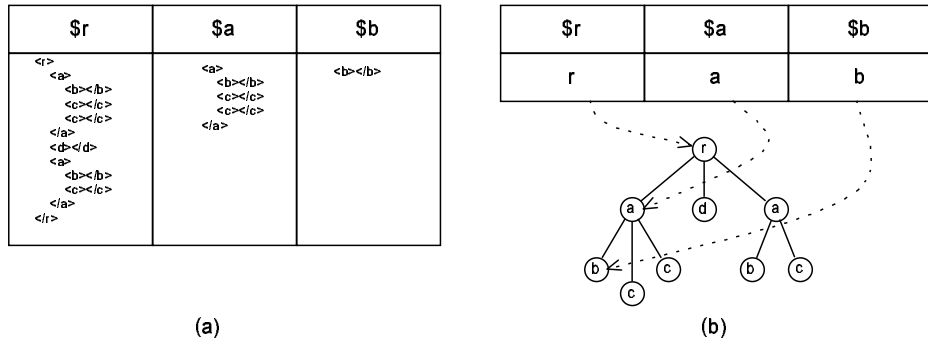 $r $a $b
<r>
<a>
<b></b>
<c></c>
<c></c>
</a>
<d></d>
<a>
<b></b>
<c></c>
</a>
</r>
<a>
<b></b>
<c></c>
<c></c>
</a>
<b></b>
(a)
$r $a $b
r a b
r
a d a
b c b c
c
(b)